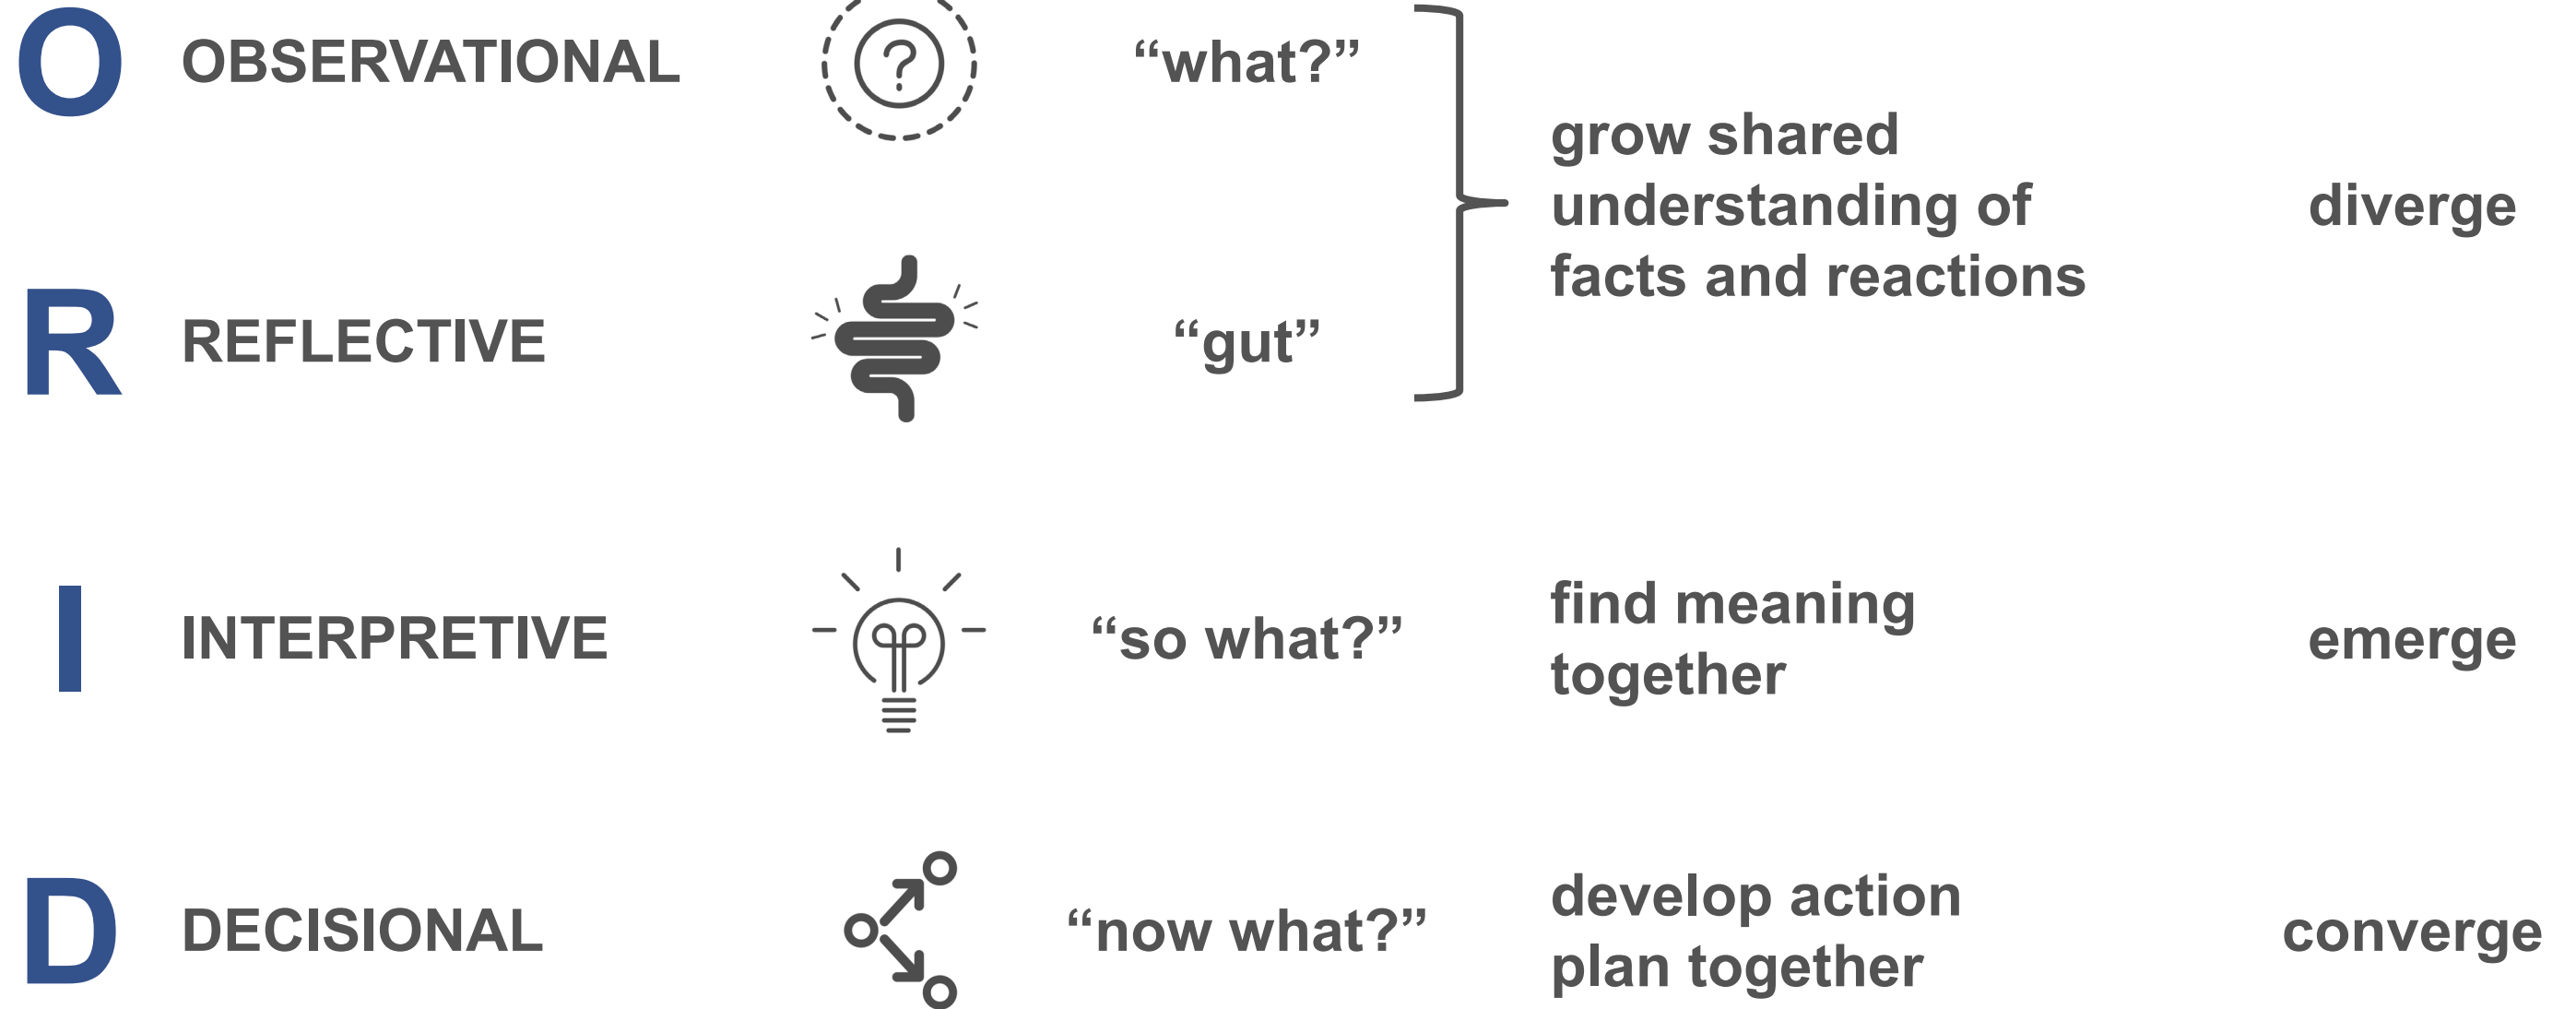 O OBSERVATIONAL ? “what?”
grow shared
understanding of
facts and reactions
diverge
R REFLECTIVE “gut”
I INTERPRETIVE “so what?”
find meaning
together
emerge
D DECISIONAL “now what?”
develop action
plan together
converge